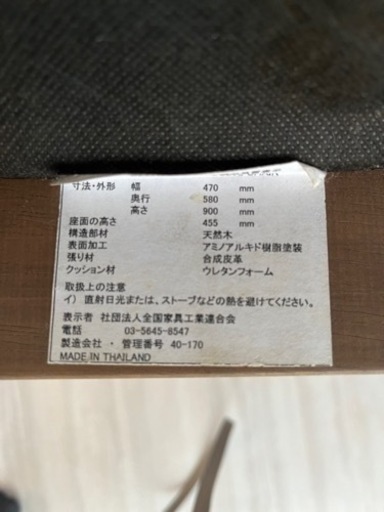 寸法・外形 幅 470 mm
奥行 580 mm
高さ 900 mm
座面の高さ 455 mm
構造部材 天然木
表面加工 アミノアルキド樹脂塗装
張り材 合成皮革
クッション材 ウレタンフォーム
取扱上の注意
イ）直射日光または、ストーブなどの熱を避けてください。
表示者 社団法人全国家具工業連合会
電話 03-5645-8547
製造会社・管理番号 40-170
MADE IN THAILAND